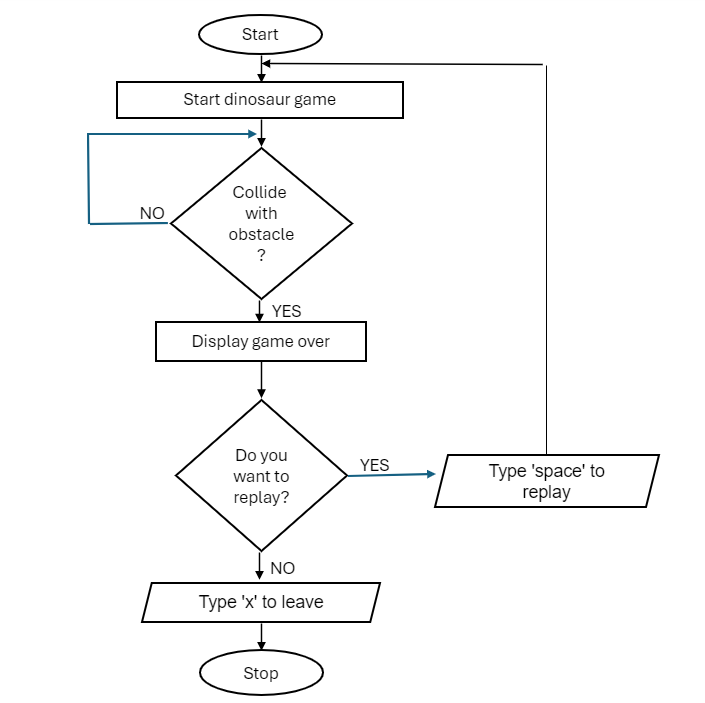 Start
Start dinosaur game
Collide
with
obstacle
?
NO
YES
Display game over
Do you
want to
replay?
YES
Type 'space' to
replay
NO
Type 'x' to leave
Stop